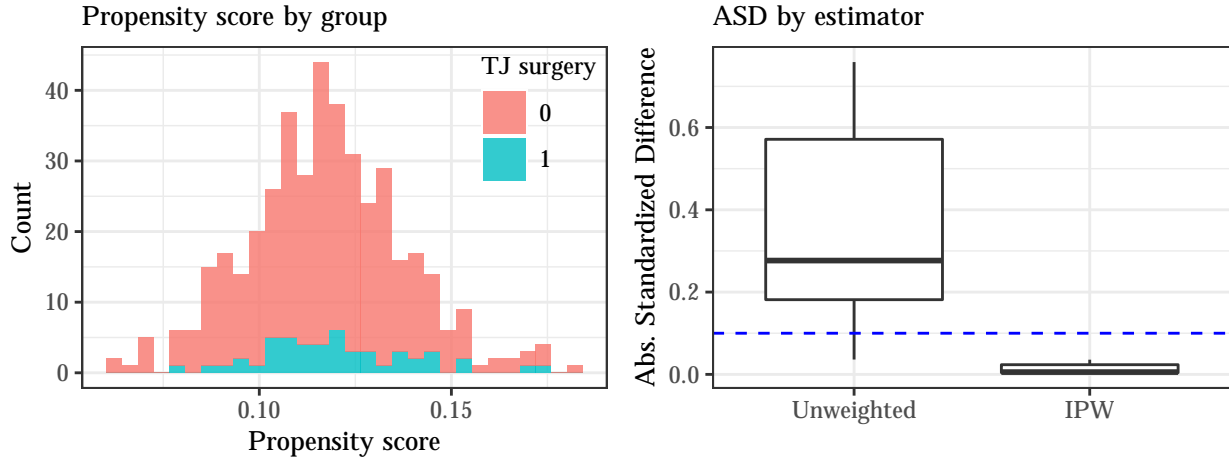 Propensity score by group
TJ surgery
0
1
40
30
20
10
0
Count
0.10
0.15
Propensity score
ASD by estimator
Abs. Standardized Difference
0.6
0.4
0.2
0.0
Unweighted
IPW